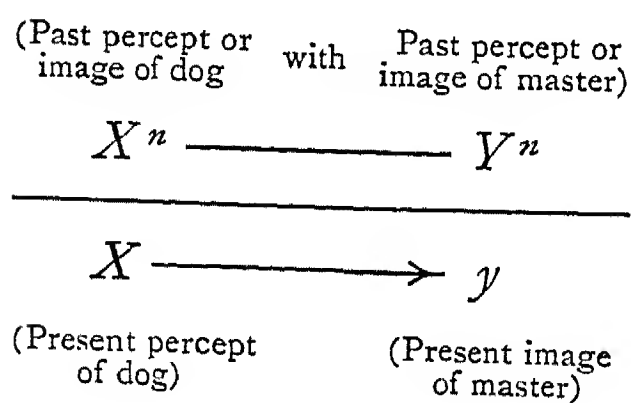 (Past percept or with Past percept or
image of dog image of master)
Xⁿ Yⁿ
X y
(Present percept (Present image
of dog) of master)